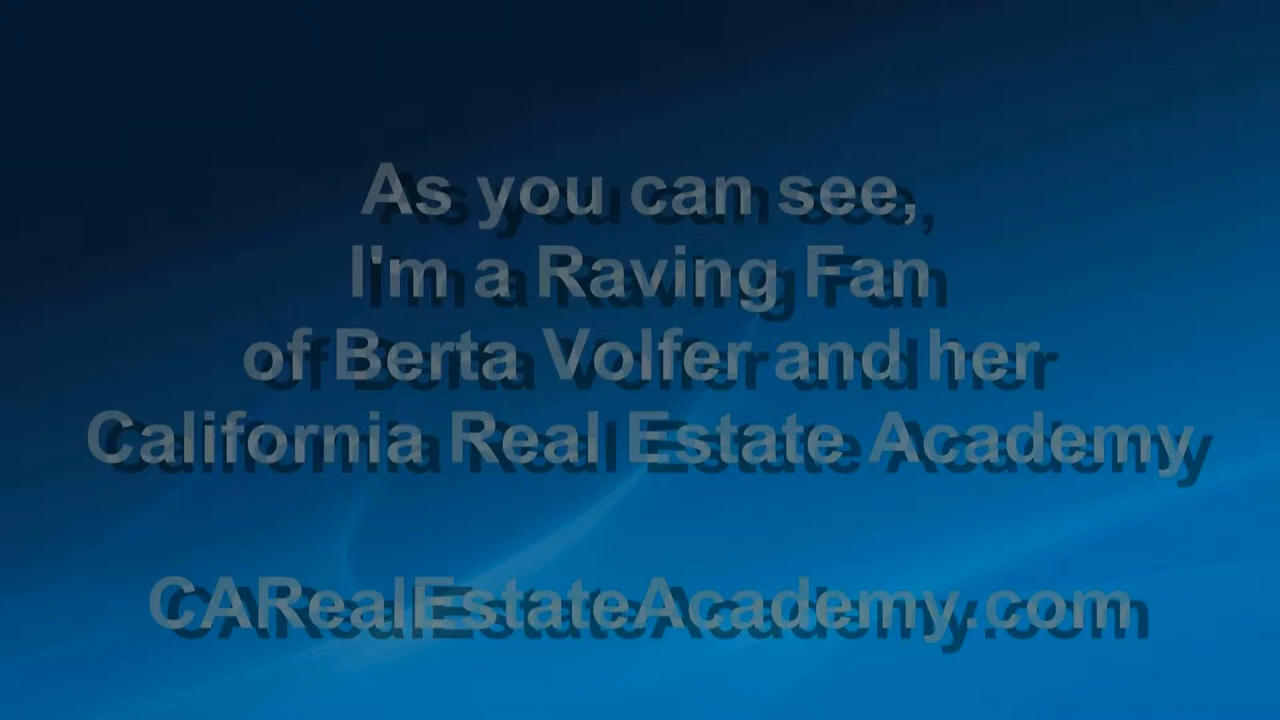 As you can see,
I'm a Raving Fan
of Berta Volfer and her
California Real Estate Academy
CARealEstateAcademy.com